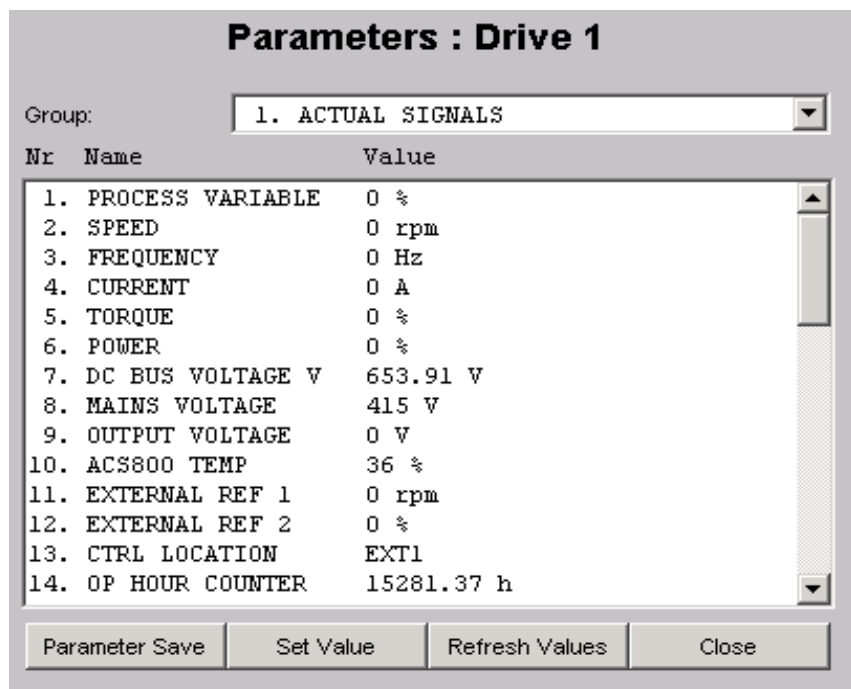 Parameters : Drive 1
Group: 1. ACTUAL SIGNALS
Nr Name Value
1. PROCESS VARIABLE 0 %
2. SPEED 0 rpm
3. FREQUENCY 0 Hz
4. CURRENT 0 A
5. TORQUE 0 %
6. POWER 0 %
7. DC BUS VOLTAGE V 653.91 V
8. MAINS VOLTAGE 415 V
9. OUTPUT VOLTAGE 0 V
10. ACS800 TEMP 36 %
11. EXTERNAL REF 1 0 rpm
12. EXTERNAL REF 2 0 %
13. CTRL LOCATION EXT1
14. OP HOUR COUNTER 15281.37 h
Parameter Save Set Value Refresh Values Close